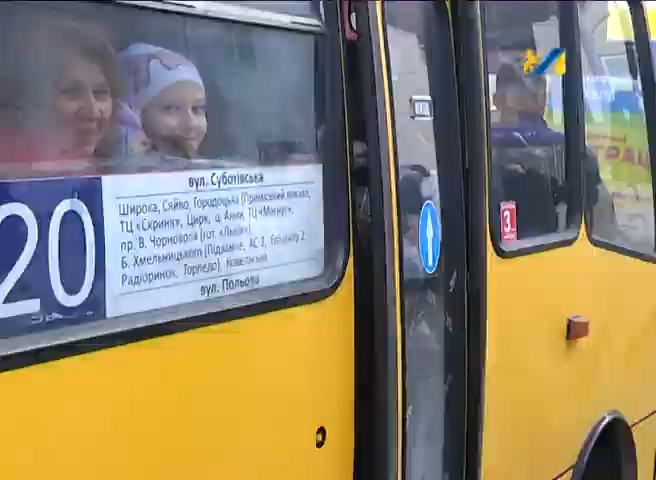 20
вул. Суботівська
Широка, Сяйво, Городоцька (Приміський вокзал,
ТЦ «Скриня», Цирк, ц. Анни, ТЦ «Магнус»,
пр. В. Чорновола (гот. «Львів»,
Б. Хмельницького (Підзамче, АС 2,
Радіоринок, Торпедо),
вул. Польова
3